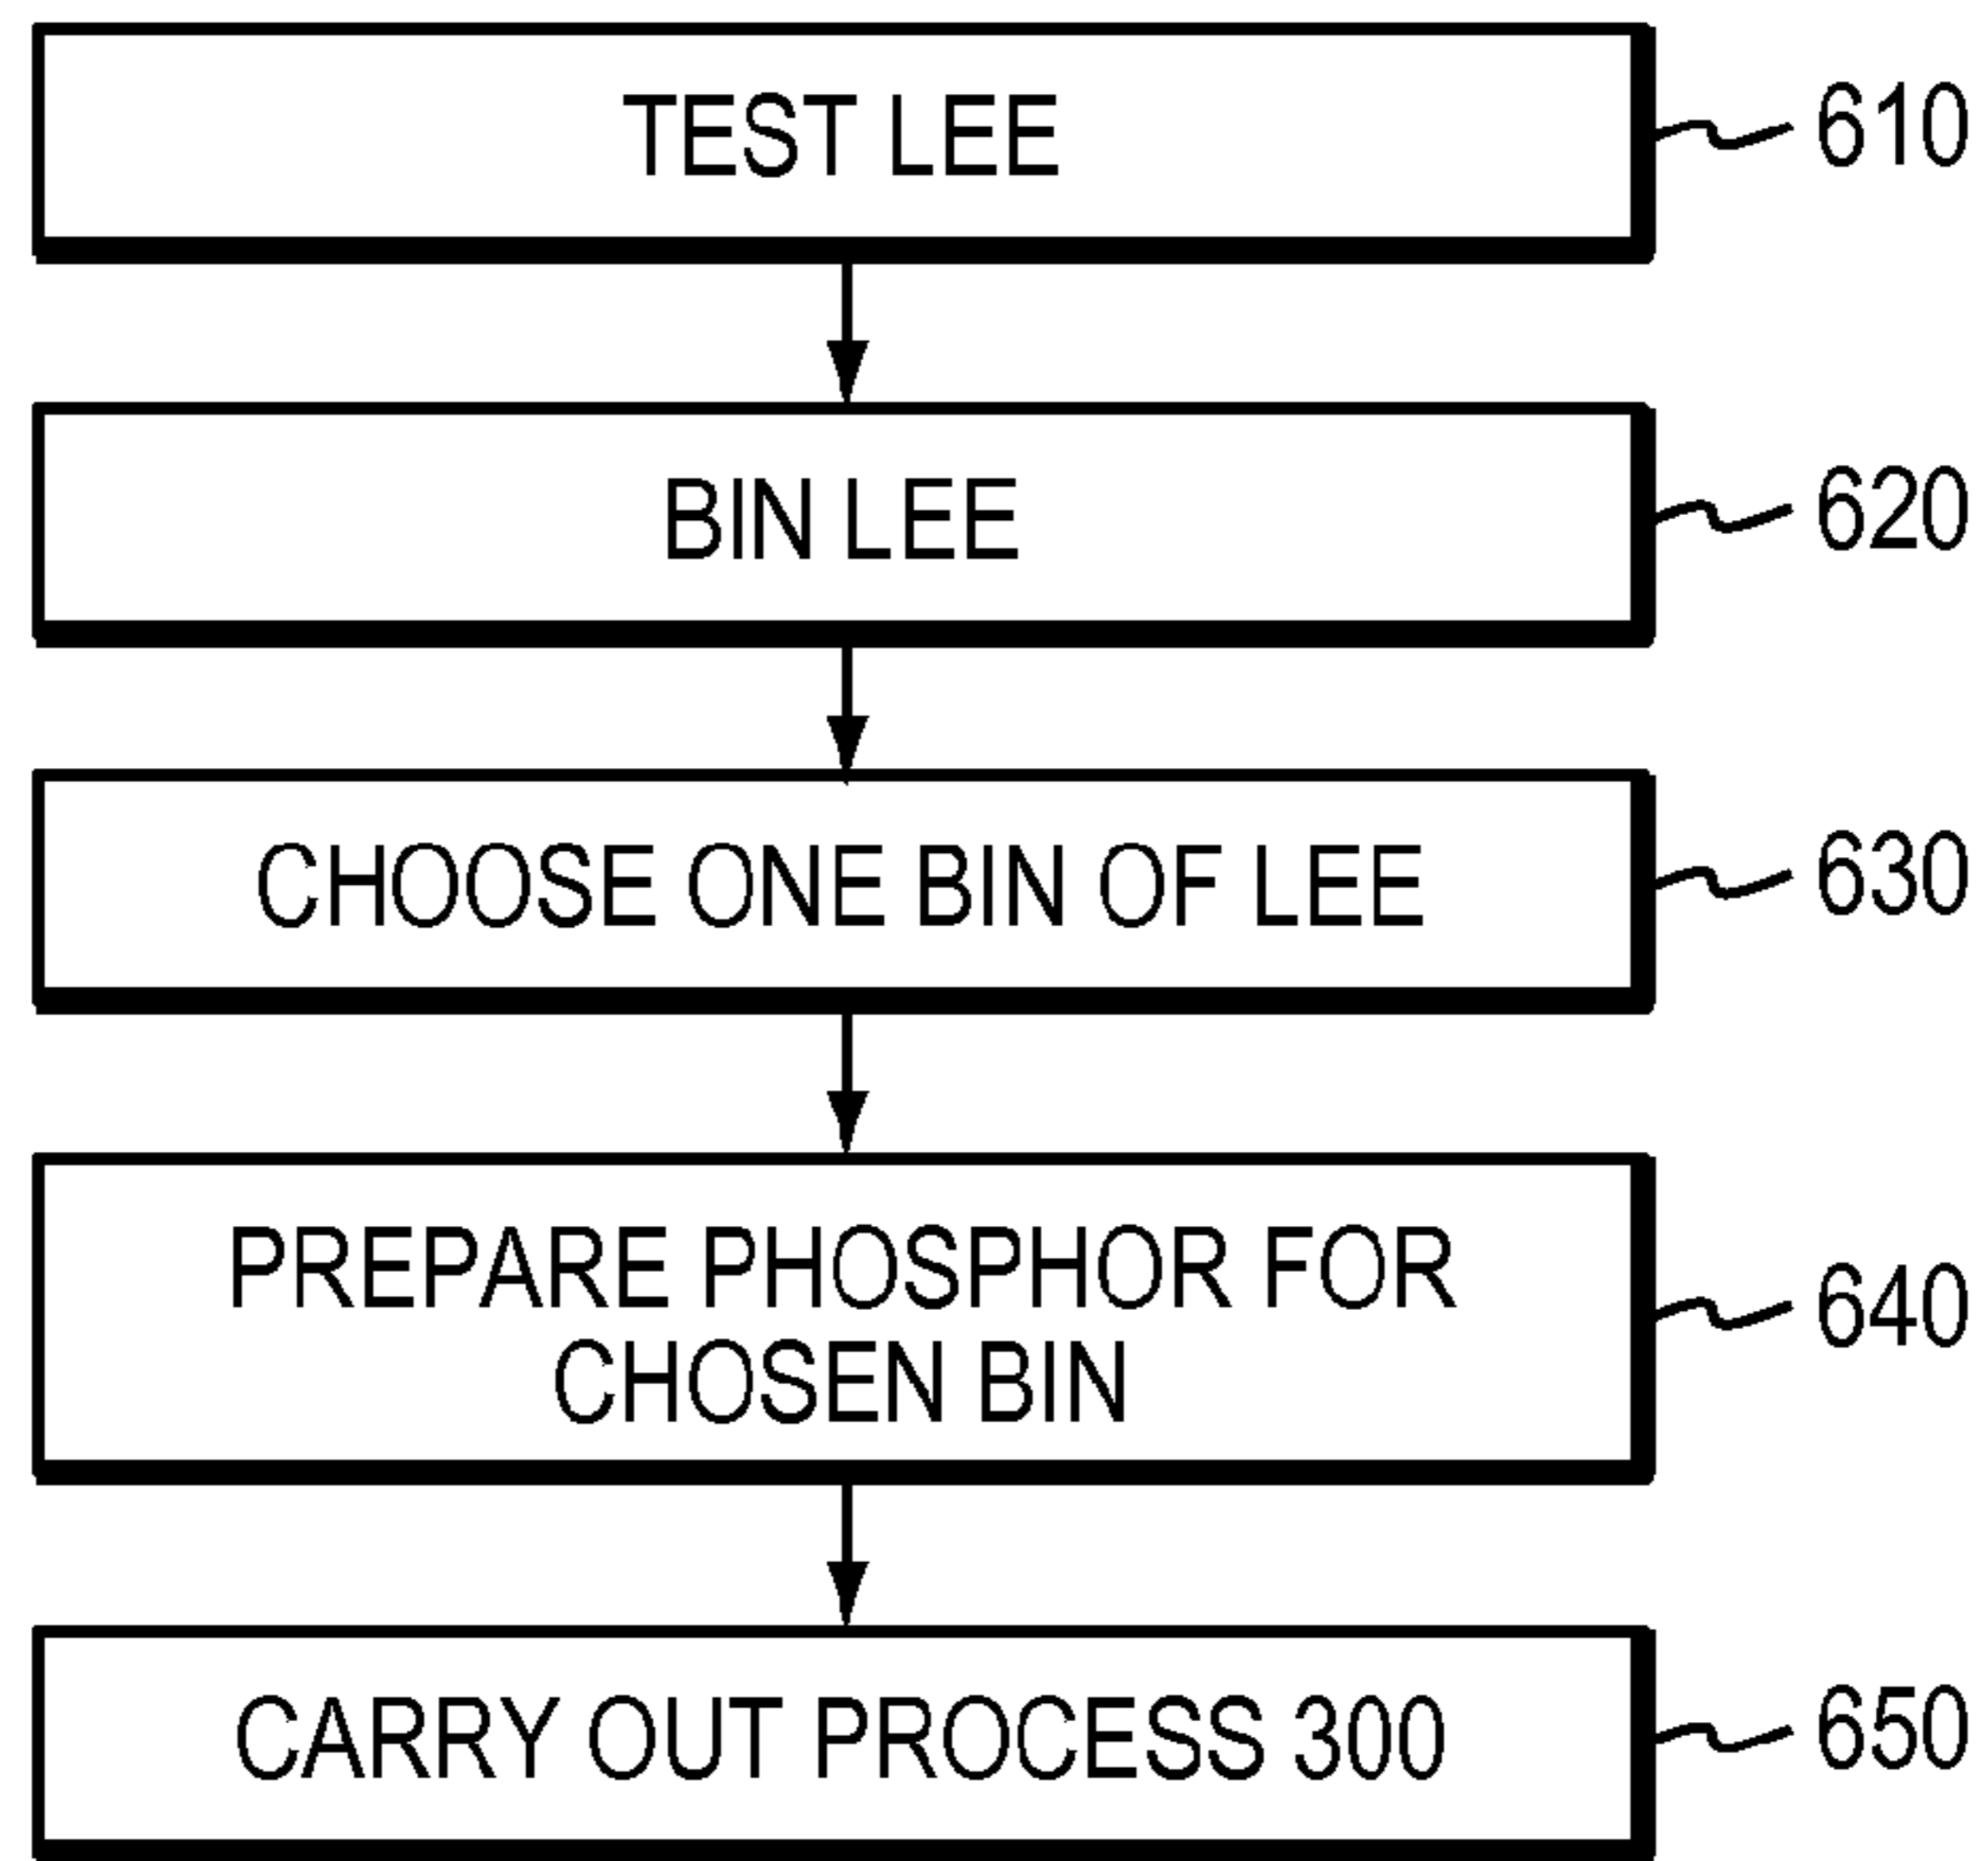 TEST LEE
610
BIN LEE
620
CHOOSE ONE BIN OF LEE
630
PREPARE PHOSPHOR FOR
CHOSEN BIN
640
CARRY OUT PROCESS 300
650